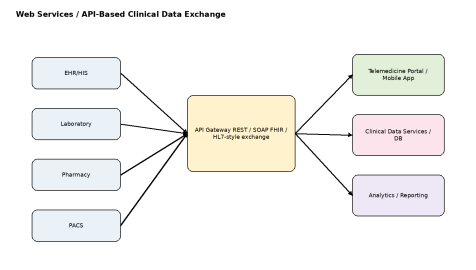 Web Services / API-Based Clinical Data Exchange
EHR/HIS
Laboratory
Pharmacy
PACS
API Gateway REST / SOAP FHIR /
HL7-style exchange
Telemedicine Portal /
Mobile App
Clinical Data Services /
DB
Analytics / Reporting